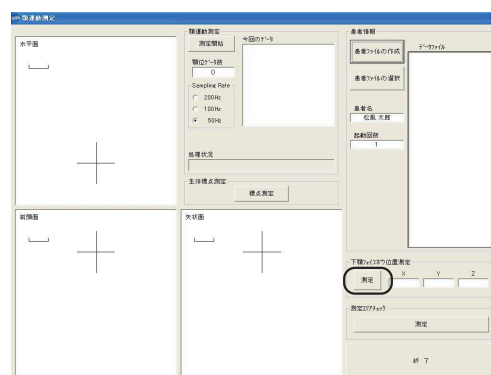 顎運動測定
水平面
前頭面
矢状面
顎運動測定
測定開始
今回のデータ
顎位データ数
0
Sampling Rate
200Hz
100Hz
50Hz
処理状況
生体標点測定
標点測定
患者情報
患者ファイルの作成
患者ファイルの選択
データファイル
患者名
松風 太郎
起動回数
1
下顎フェイスボウ位置測定
測定
X Y Z
測定エリアチェック
測定
終 了